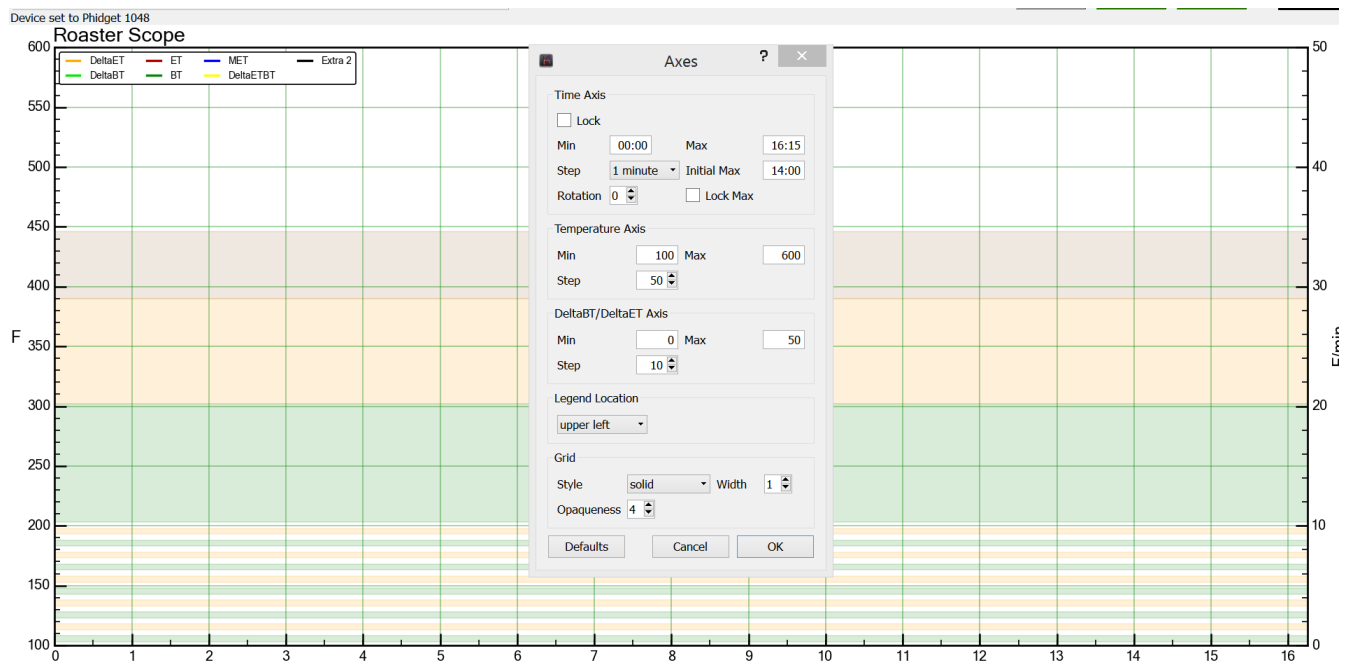 Device set to Phidget 1048
Roaster Scope
DeltaET ET MET Extra 2
DeltaBT BT DeltaETBT
600
550
500
450
400
350
300
250
200
150
100
F
50
40
30
20
10
0
F/min
0 1 2 3 4 5 6 7 8 9 10 11 12 13 14 15 16
Axes ?
Time Axis
Lock
Min 00:00 Max 16:15
Step 1 minute Initial Max 14:00
Rotation 0 Lock Max
Temperature Axis
Min 100 Max 600
Step 50
DeltaBT/DeltaET Axis
Min 0 Max 50
Step 10
Legend Location
upper left
Grid
Style solid Width 1
Opaqueness 4
Defaults Cancel OK